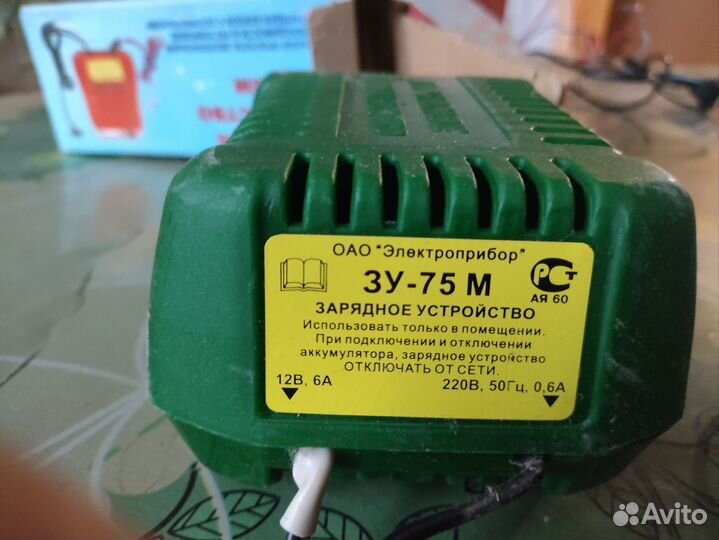 ОАО "Электроприбор"
ЗУ-75 М
РСТ
АЯ 60
ЗАРЯДНОЕ УСТРОЙСТВО
Использовать только в помещении.
При подключении и отключении
аккумулятора, зарядное устройство
ОТКЛЮЧАТЬ ОТ СЕТИ.
12В, 6А
220В, 50Гц, 0,6А
Avito